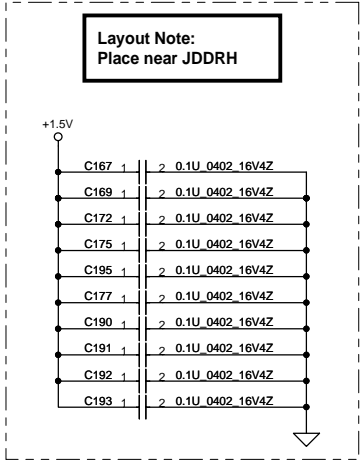 Layout Note:
Place near JDDRH
+1.5V
C167 1 2 0.1U_0402_16V4Z
C169 1 2 0.1U_0402_16V4Z
C172 1 2 0.1U_0402_16V4Z
C175 1 2 0.1U_0402_16V4Z
C195 1 2 0.1U_0402_16V4Z
C177 1 2 0.1U_0402_16V4Z
C190 1 2 0.1U_0402_16V4Z
C191 1 2 0.1U_0402_16V4Z
C192 1 2 0.1U_0402_16V4Z
C193 1 2 0.1U_0402_16V4Z